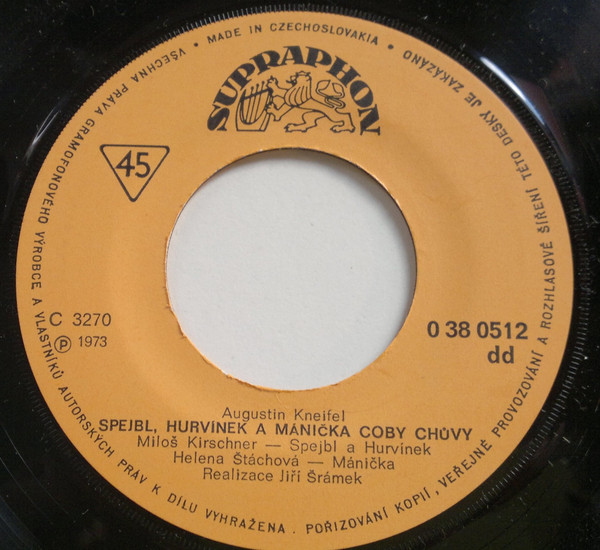 VŠECHNA PRÁVA GRAMOFONOVÉHO VÝROBCE A VLASTNÍKŮ AUTORSKÝCH PRÁV K DÍLU VYHRAŽENA. POŘIZOVÁNÍ KOPIÍ, VEŘEJNÉ PROVOZOVÁNÍ A ROZHLASOVÉ ŠÍŘENÍ TÉTO DESKY JE ZAKÁZÁNO
• MADE IN CZECHOSLOVAKIA •
SUPRAPHON
45
C 3270
Ⓟ 1973
0 38 0512
dd
Augustin Kneifel
SPEJBL, HURVÍNEK A MÁNIČKA COBY CHŮVY
Miloš Kirschner — Spejbl a Hurvínek
Helena Štáchová — Mánička
Realizace Jiří Šrámek